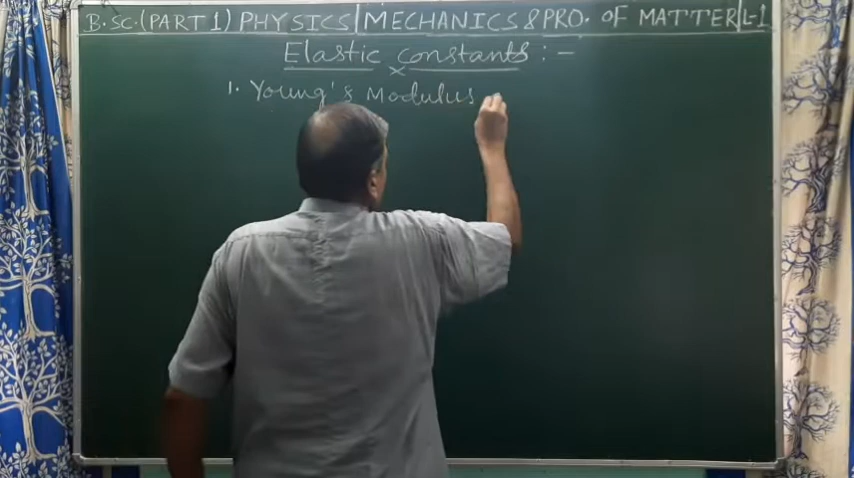 B.SC.(PART 1) PHYSICS|MECHANICS & PRO. OF MATTER|L-1
Elastic constants :-
1. Young's Modulus